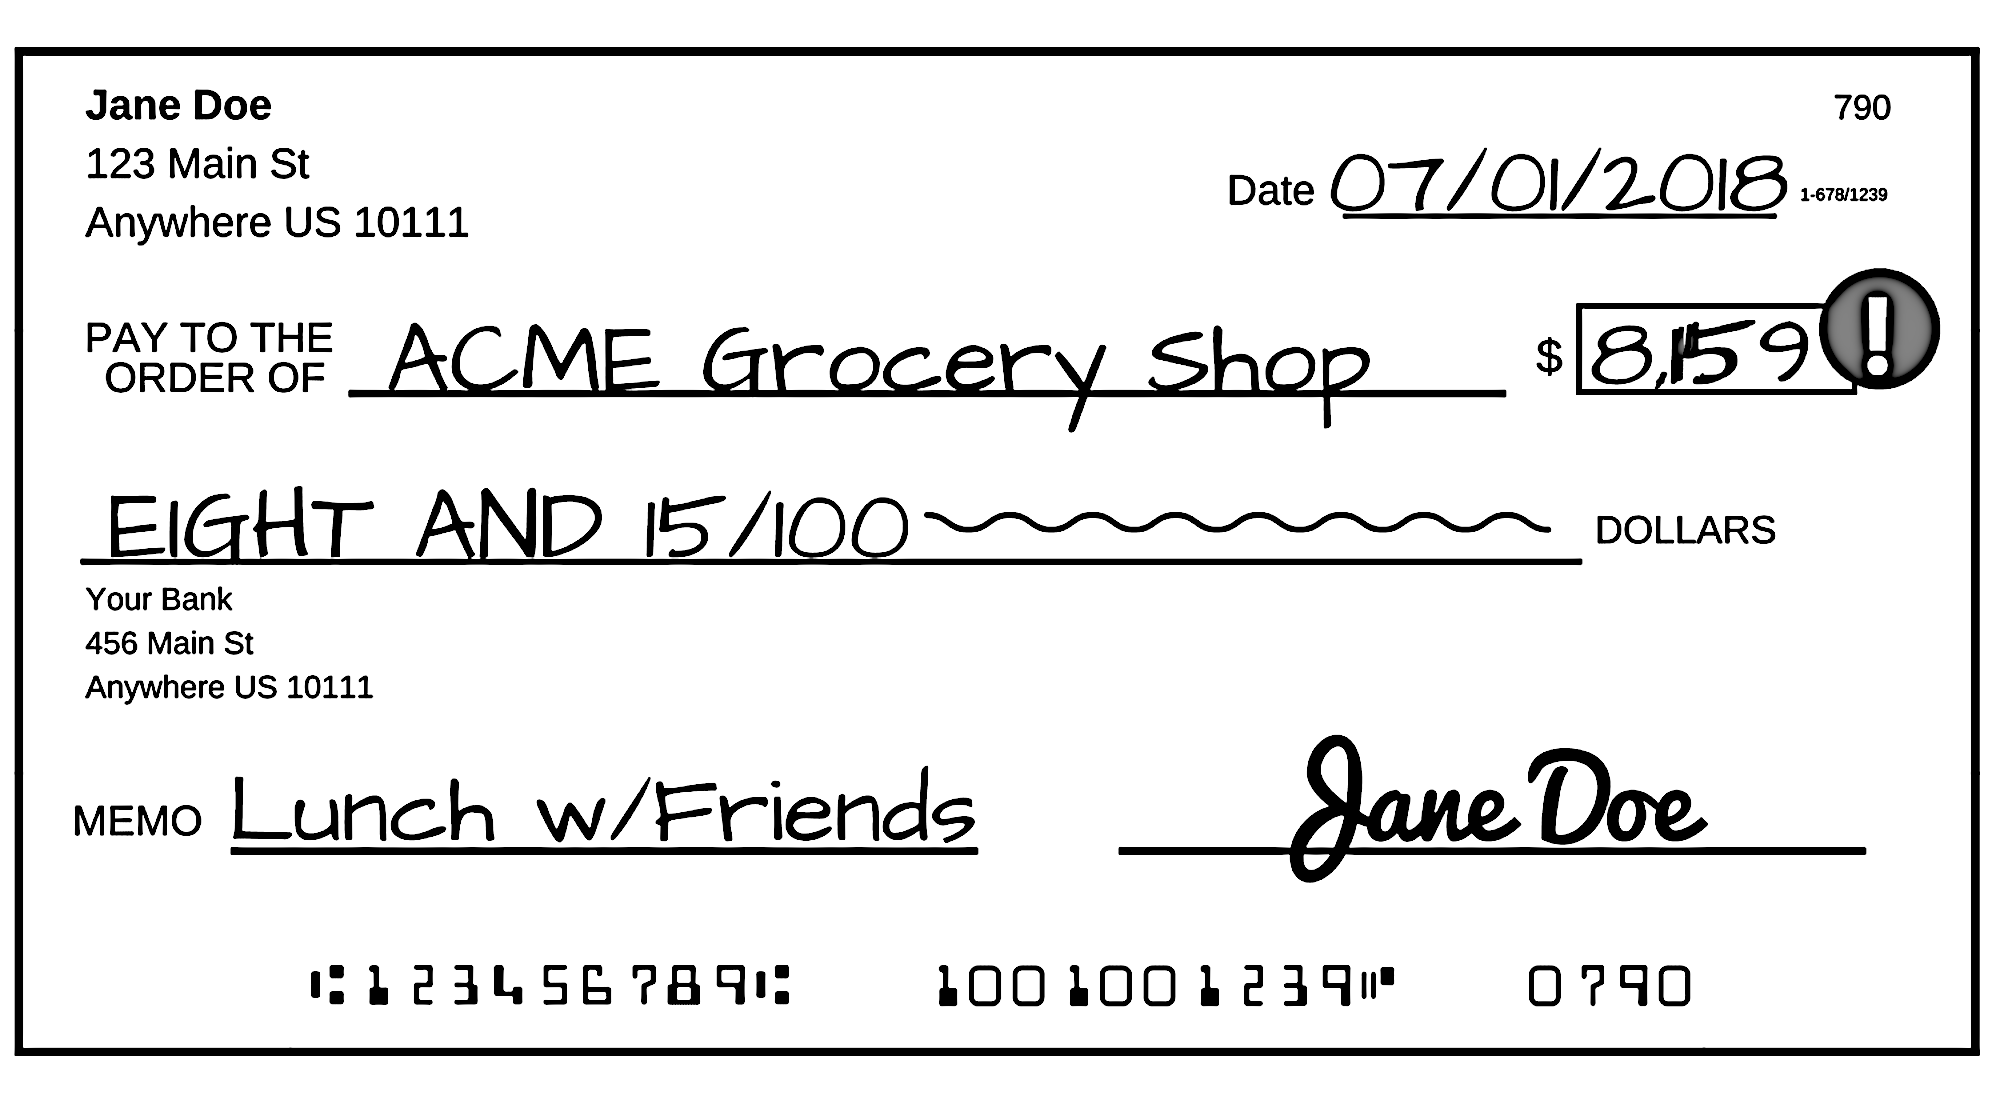 Jane Doe
790
123 Main St
Date 07/01/2018 1-678/1239
Anywhere US 10111
PAY TO THE
ORDER OF ACME Grocery Shop $ 8,159 !
EIGHT AND 15/100 DOLLARS
Your Bank
456 Main St
Anywhere US 10111
MEMO Lunch w/Friends Jane Doe
⑆123456789⑆ 1001001239⑈ 0790